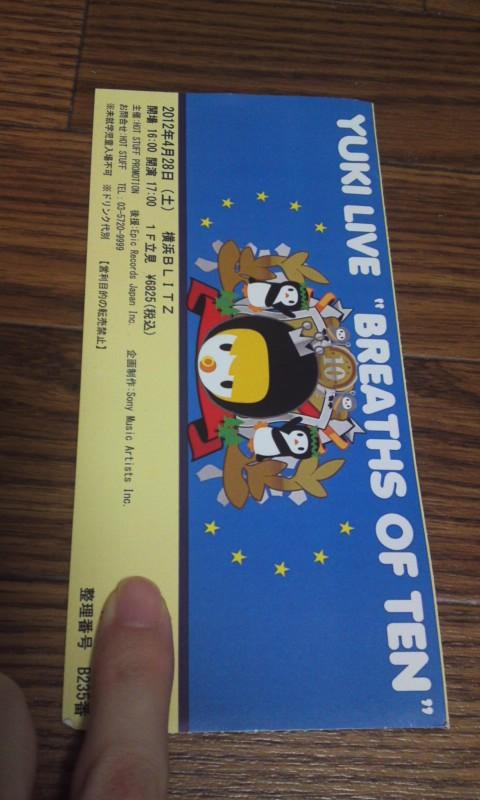 YUKI LIVE "BREATHS OF TEN"
10
2012年4月28日（土） 横浜ＢＬＩＴＺ
開場 16:00 開演 17:00 １Ｆ立見 ¥6825(税込)
主催:HOT STUFF PROMOTION 後援:Epic Records Japan Inc. 企画制作:Sony Music Artists Inc.
お問合せ:HOT STUFF TEL:03-5720-9999
※未就学児童入場不可 ※ドリンク代別 【営利目的の転売禁止】
整理番号 B235番